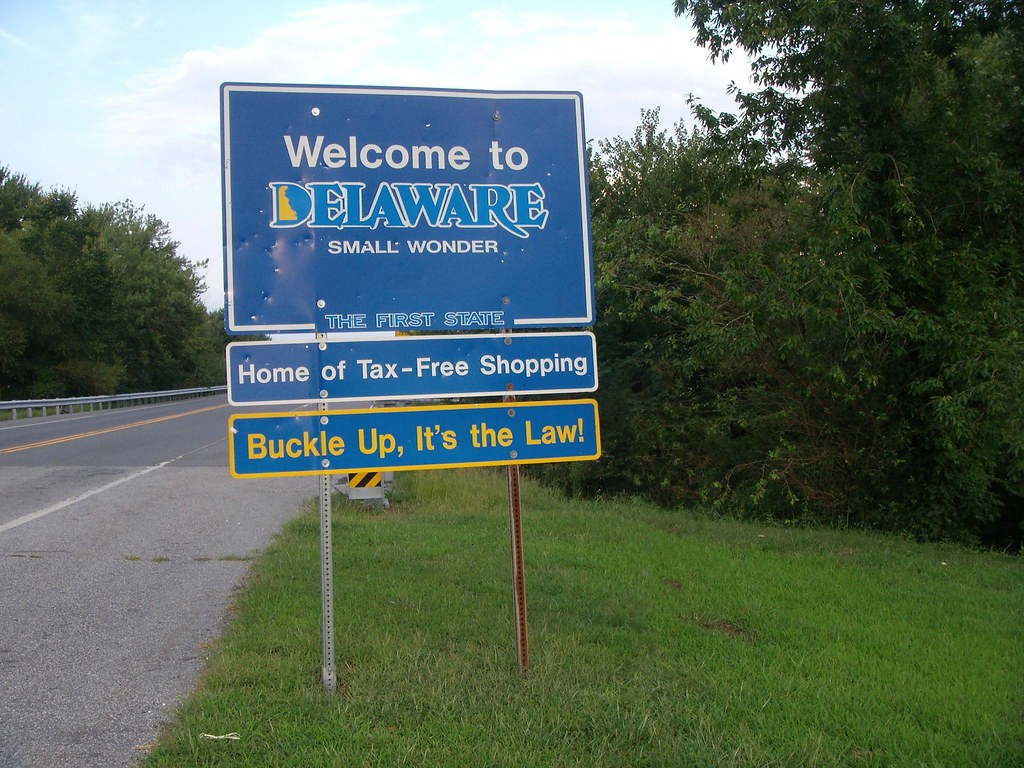 Welcome to
DELAWARE
SMALL WONDER
THE FIRST STATE
Home of Tax-Free Shopping
Buckle Up, It's the Law!